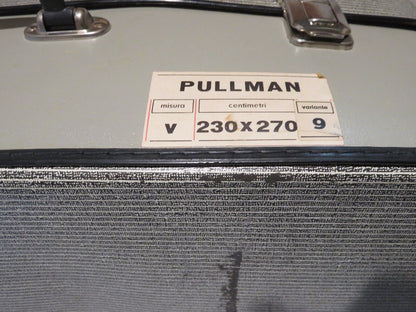 PULLMAN
misura centimetri variante
V 230x270 9